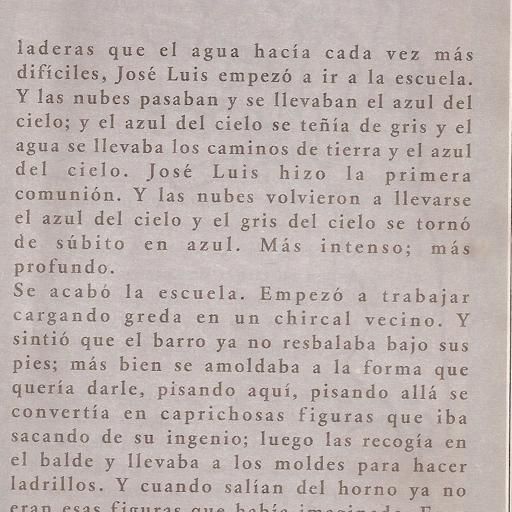 laderas que el agua hacía cada vez más
difíciles, José Luis empezó a ir a la escuela.
Y las nubes pasaban y se llevaban el azul del
cielo; y el azul del cielo se teñía de gris y el
agua se llevaba los caminos de tierra y el azul
del cielo. José Luis hizo la primera
comunión. Y las nubes volvieron a llevarse
el azul del cielo y el gris del cielo se tornó
de súbito en azul. Más intenso; más
profundo.
Se acabó la escuela. Empezó a trabajar
cargando greda en un chircal vecino. Y
sintió que el barro ya no resbalaba bajo sus
pies; más bien se amoldaba a la forma que
quería darle, pisando aquí, pisando allá se
convertía en caprichosas figuras que iba
sacando de su ingenio; luego las recogía en
el balde y llevaba a los moldes para hacer
ladrillos. Y cuando salían del horno ya no
eran esas figuras que había imaginado. E